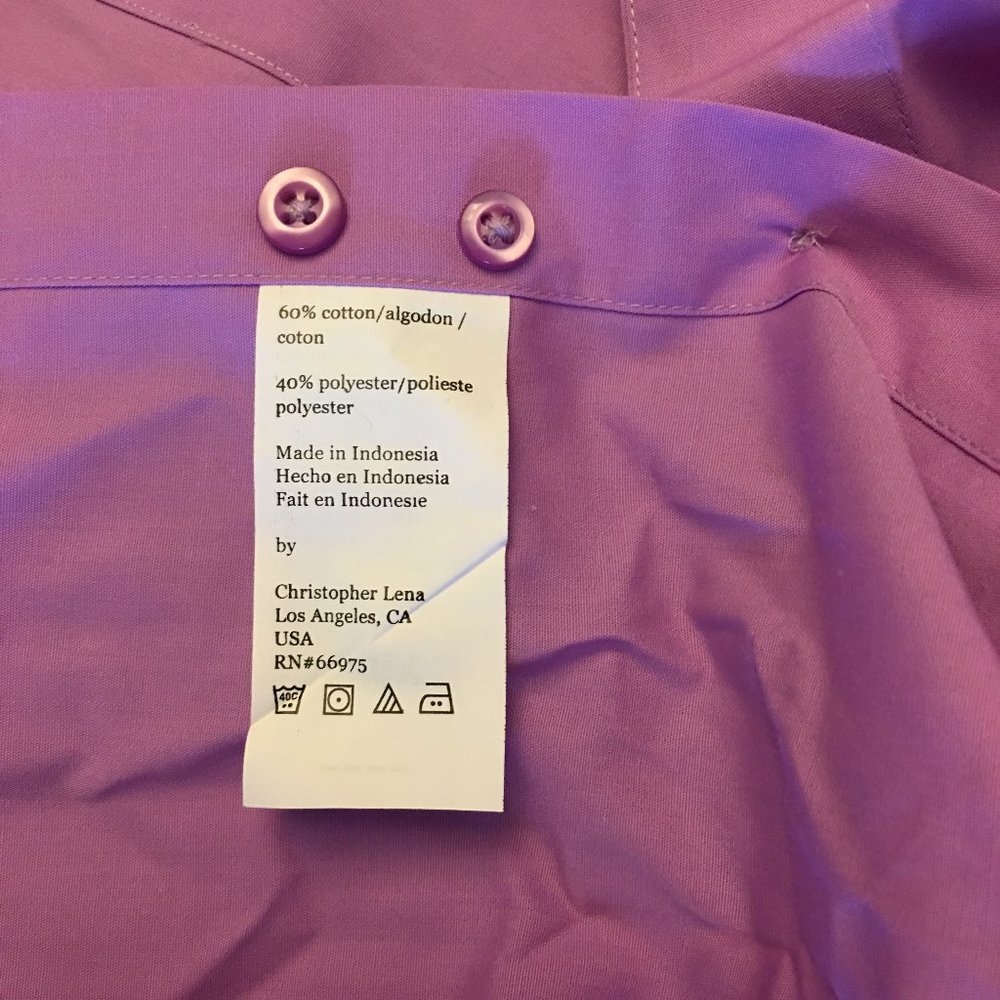 60% cotton/algodon /
coton
40% polyester/polieste
polyester
Made in Indonesia
Hecho en Indonesia
Fait en Indonesie
by
Christopher Lena
Los Angeles, CA
USA
RN#66975
40C